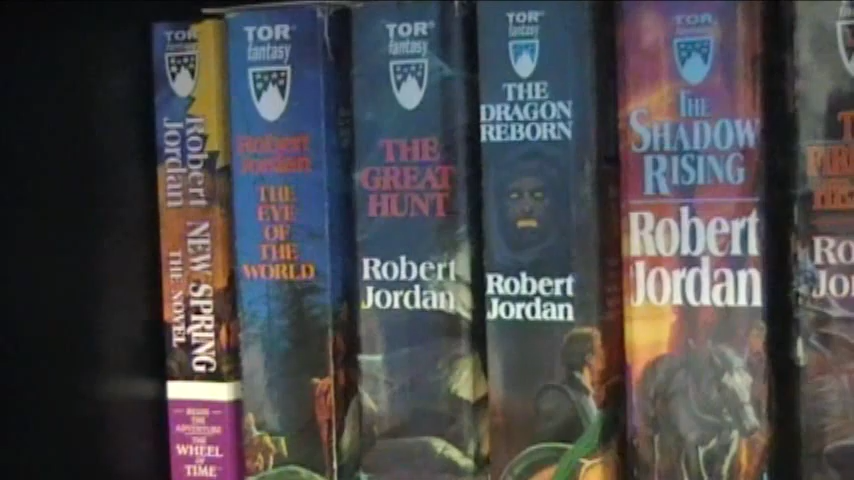 TOR
fantasy
Robert
Jordan
NEW SPRING
THE NOVEL
BEGIN
THE
ADVENTURE
THE
WHEEL
OF
TIME
TOR
fantasy
Robert
Jordan
THE
EYE
OF
THE
WORLD
TOR
fantasy
THE
GREAT
HUNT
Robert
Jordan
TOR
fantasy
THE
DRAGON
REBORN
Robert
Jordan
TOR
fantasy
THE
SHADOW
RISING
Robert
Jordan